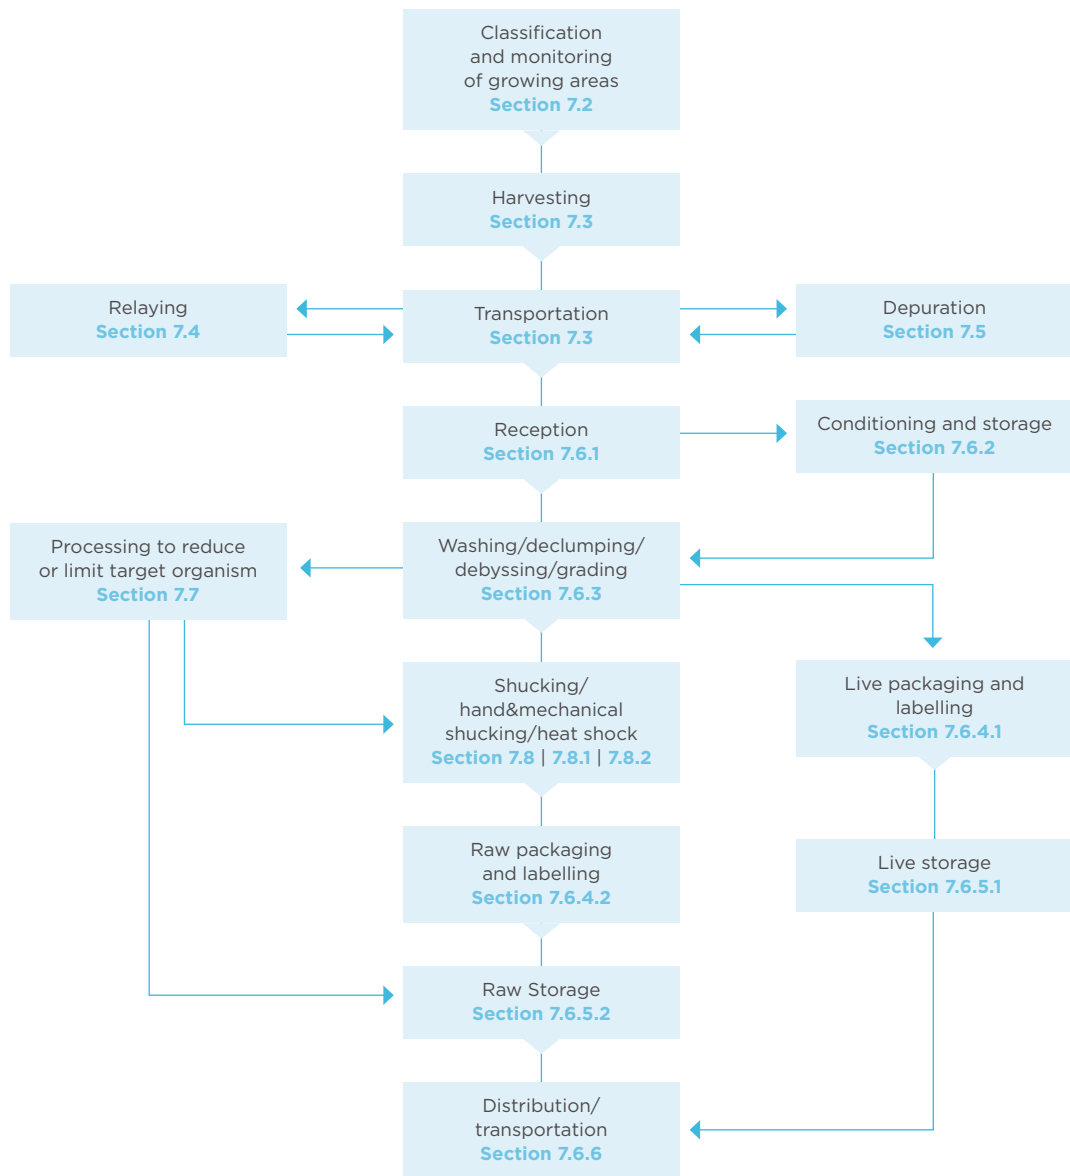 Classification
and monitoring
of growing areas
Section 7.2
Harvesting
Section 7.3
Relaying
Section 7.4
Transportation
Section 7.3
Depuration
Section 7.5
Reception
Section 7.6.1
Conditioning and storage
Section 7.6.2
Processing to reduce
or limit target organism
Section 7.7
Washing/declumping/
debyssing/grading
Section 7.6.3
Shucking/
hand&mechanical
shucking/heat shock
Section 7.8 | 7.8.1 | 7.8.2
Live packaging and
labelling
Section 7.6.4.1
Raw packaging
and labelling
Section 7.6.4.2
Live storage
Section 7.6.5.1
Raw Storage
Section 7.6.5.2
Distribution/
transportation
Section 7.6.6